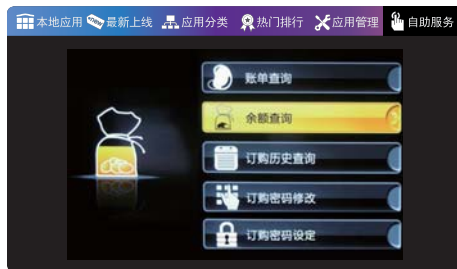 本地应用 最新上线 应用分类 热门排行 应用管理 自助服务
账单查询
余额查询
订购历史查询
订购密码修改
订购密码设定